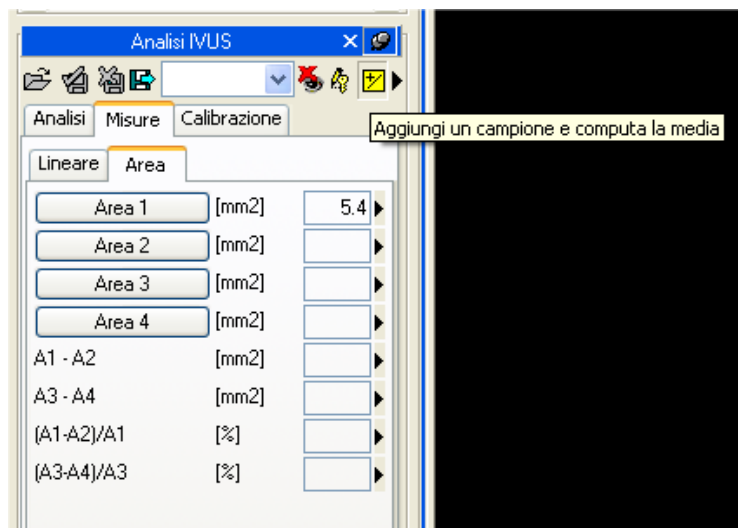 Analisi IVUS
Analisi Misure Calibrazione
Aggiungi un campione e computa la media
Lineare Area
Area 1 [mm2] 5.4
Area 2 [mm2]
Area 3 [mm2]
Area 4 [mm2]
A1 - A2 [mm2]
A3 - A4 [mm2]
(A1-A2)/A1 [%]
(A3-A4)/A3 [%]